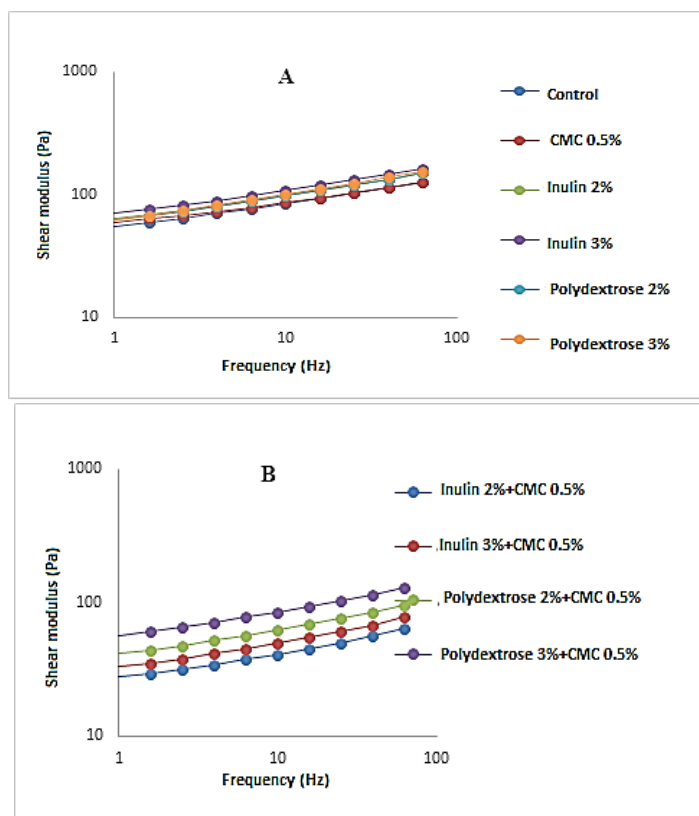 A
1000
100
10
1
10
100
Shear modulus (Pa)
Frequency (Hz)
Control
CMC 0.5%
Inulin 2%
Inulin 3%
Polydextrose 2%
Polydextrose 3%
B
1000
100
10
1
10
100
Shear modulus (Pa)
Frequency (Hz)
Inulin 2%+CMC 0.5%
Inulin 3%+CMC 0.5%
Polydextrose 2%+CMC 0.5%
Polydextrose 3%+CMC 0.5%